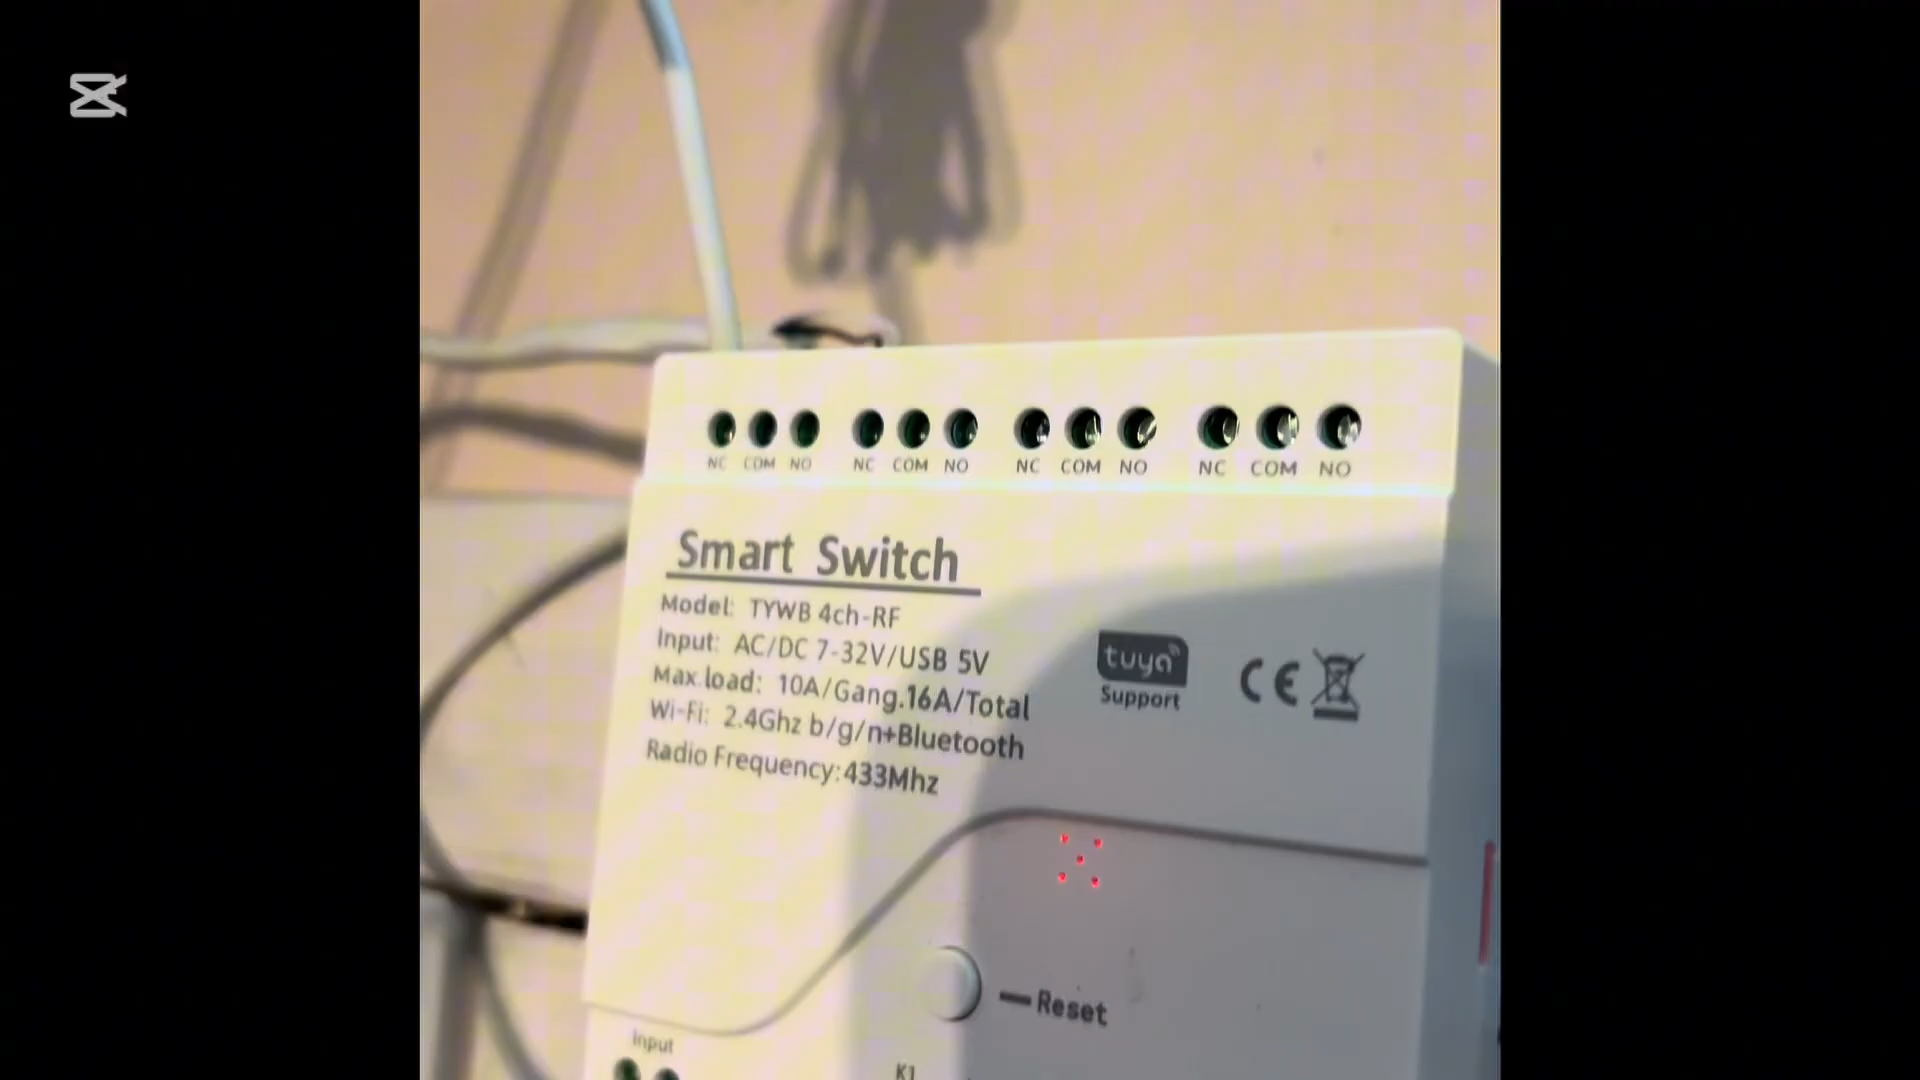 NC COM NO NC COM NO NC COM NO NC COM NO
Smart Switch
Model: TYWB 4ch-RF
Input: AC/DC 7-32V/USB 5V
Max.load: 10A/Gang.16A/Total
Wi-Fi: 2.4Ghz b/g/n+Bluetooth
Radio Frequency:433Mhz
tuya
Support
CE
Reset
Input
K1